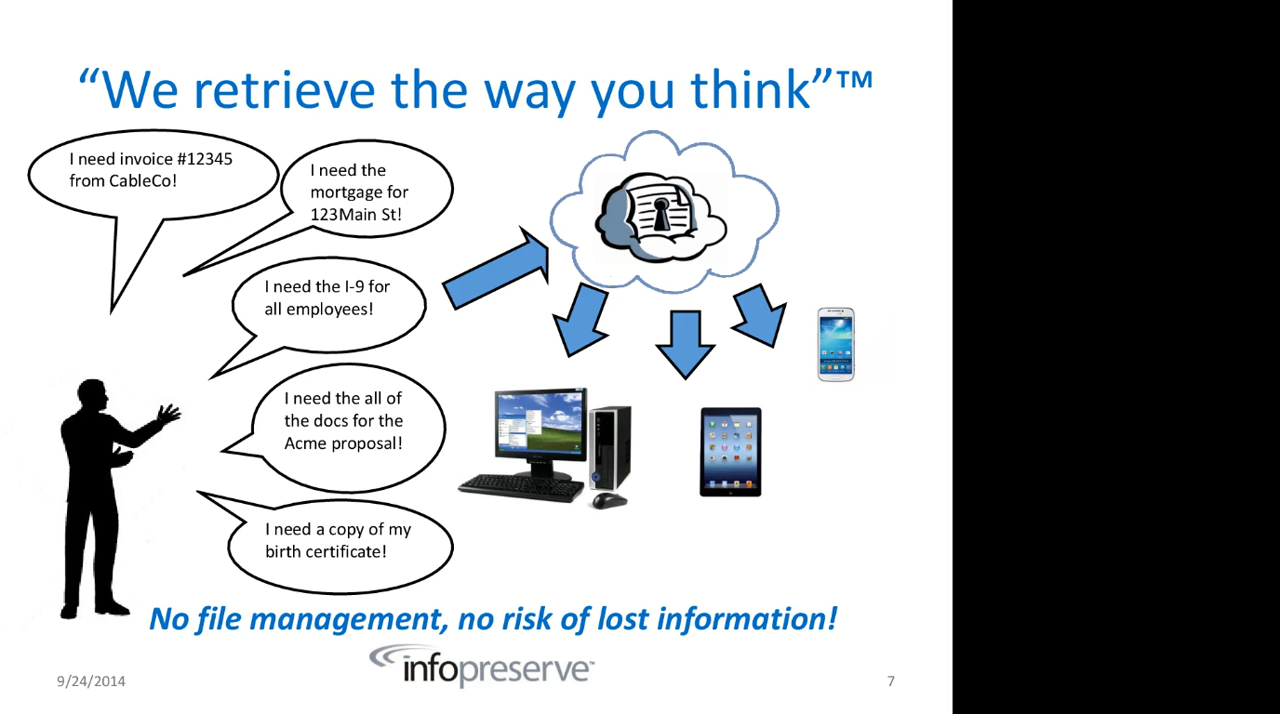 “We retrieve the way you think”™
I need invoice #12345
from CableCo!
I need the
mortgage for
123Main St!
I need the I-9 for
all employees!
I need the all of
the docs for the
Acme proposal!
I need a copy of my
birth certificate!
No file management, no risk of lost information!
infopreserve™
9/24/2014
7